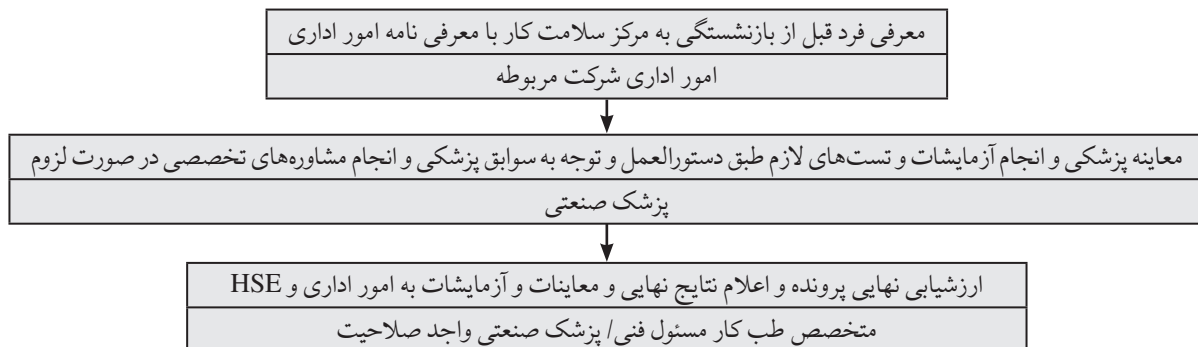 معرفی فرد قبل از بازنشستگی به مرکز سلامت کار با معرفی نامه امور اداری
امور اداری شرکت مربوطه
معاینه پزشکی و انجام آزمایشات و تست‌های لازم طبق دستورالعمل و توجه به سوابق پزشکی و انجام مشاوره‌های تخصصی در صورت لزوم
پزشک صنعتی
ارزشیابی نهایی پرونده و اعلام نتایج نهایی و معاینات و آزمایشات به امور اداری و HSE
متخصص طب کار مسئول فنی/ پزشک صنعتی واجد صلاحیت